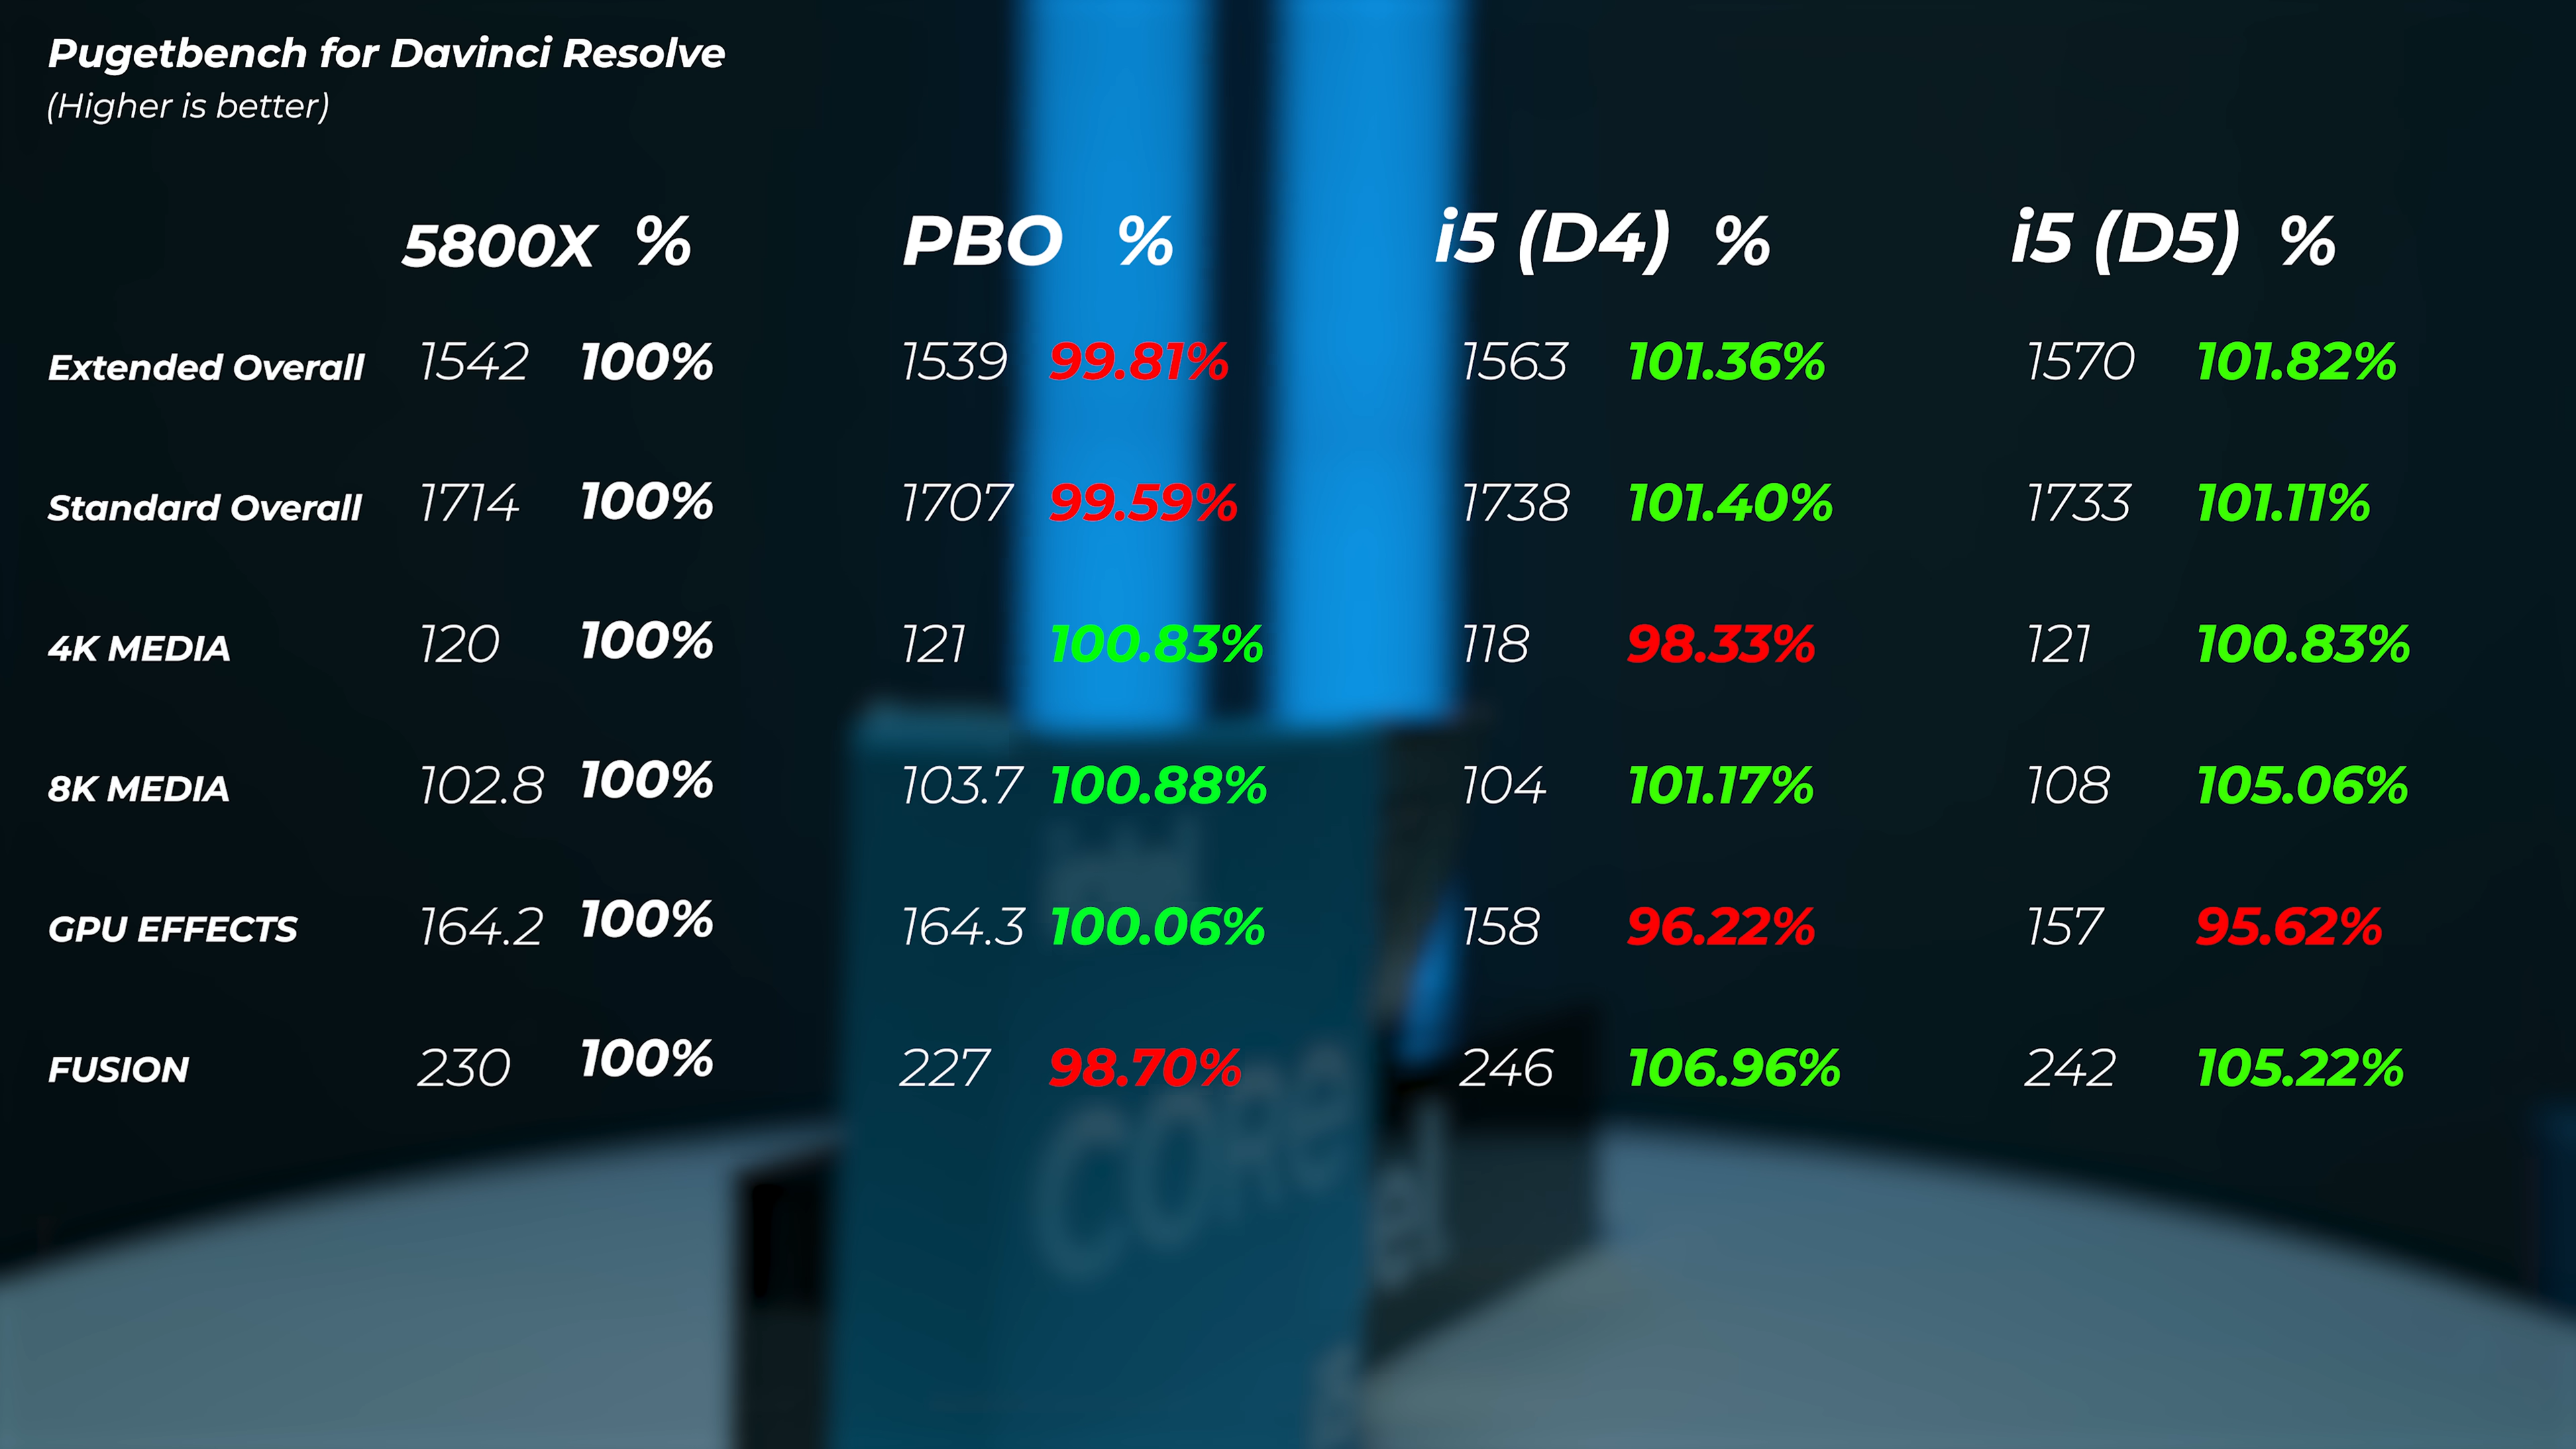 Pugetbench for Davinci Resolve
(Higher is better)
5800X % PBO % i5 (D4) % i5 (D5) %
Extended Overall 1542 100% 1539 99.81% 1563 101.36% 1570 101.82%
Standard Overall 1714 100% 1707 99.59% 1738 101.40% 1733 101.11%
4K MEDIA 120 100% 121 100.83% 118 98.33% 121 100.83%
8K MEDIA 102.8 100% 103.7 100.88% 104 101.17% 108 105.06%
GPU EFFECTS 164.2 100% 164.3 100.06% 158 96.22% 157 95.62%
FUSION 230 100% 227 98.70% 246 106.96% 242 105.22%
intel
CORE